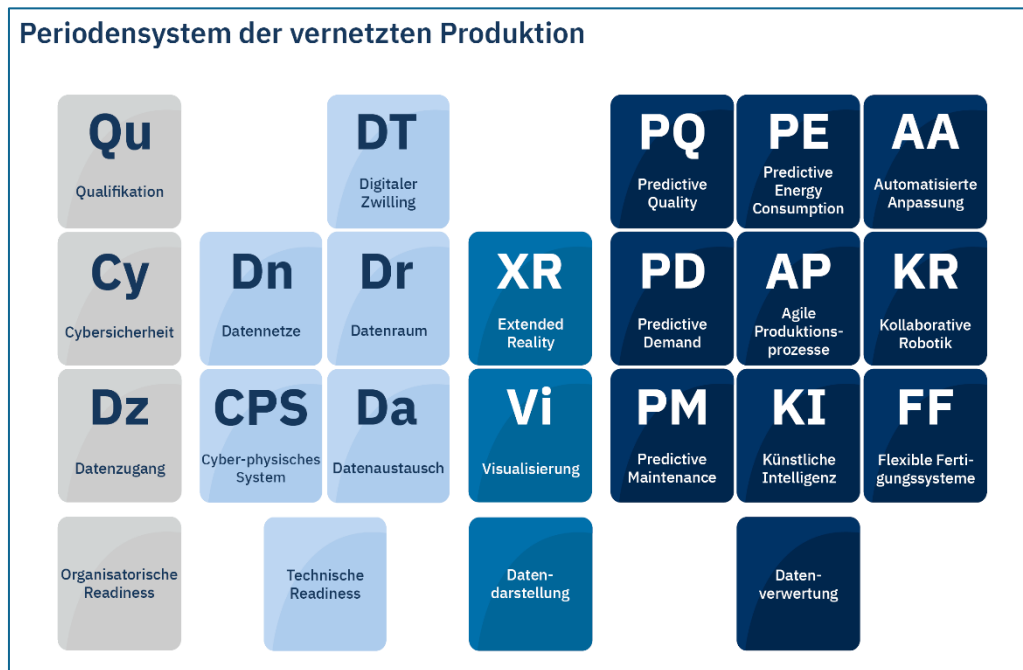 Periodensystem der vernetzten Produktion
Qu
Qualifikation
DT
Digitaler
Zwilling
PQ
Predictive
Quality
PE
Predictive
Energy
Consumption
AA
Automatisierte
Anpassung
Cy
Cybersicherheit
Dn
Datennetze
Dr
Datenraum
XR
Extended
Reality
PD
Predictive
Demand
AP
Agile
Produktions-
prozesse
KR
Kollaborative
Robotik
Dz
Datenzugang
CPS
Cyber-physisches
System
Da
Datenaustausch
Vi
Visualisierung
PM
Predictive
Maintenance
KI
Künstliche
Intelligenz
FF
Flexible Ferti-
gungssysteme
Organisatorische
Readiness
Technische
Readiness
Daten-
darstellung
Daten-
verwertung